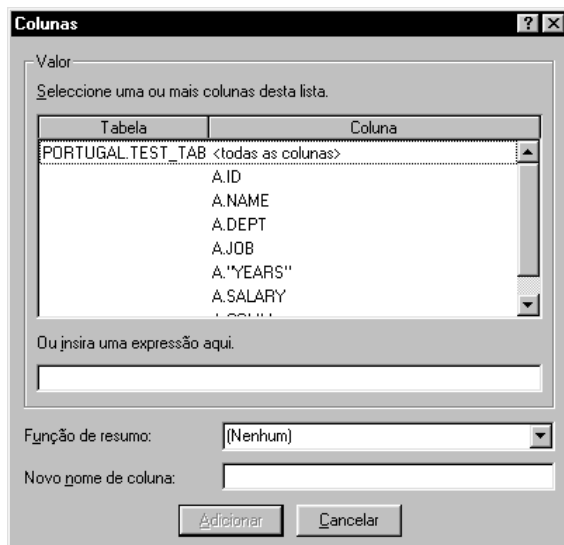 Colunas
Valor
Seleccione uma ou mais colunas desta lista.
Tabela Coluna
PORTUGAL.TEST_TAB <todas as colunas>
A.ID
A.NAME
A.DEPT
A.JOB
A."YEARS"
A.SALARY
Ou insira uma expressão aqui.
Função de resumo: (Nenhum)
Novo nome de coluna:
Adicionar Cancelar